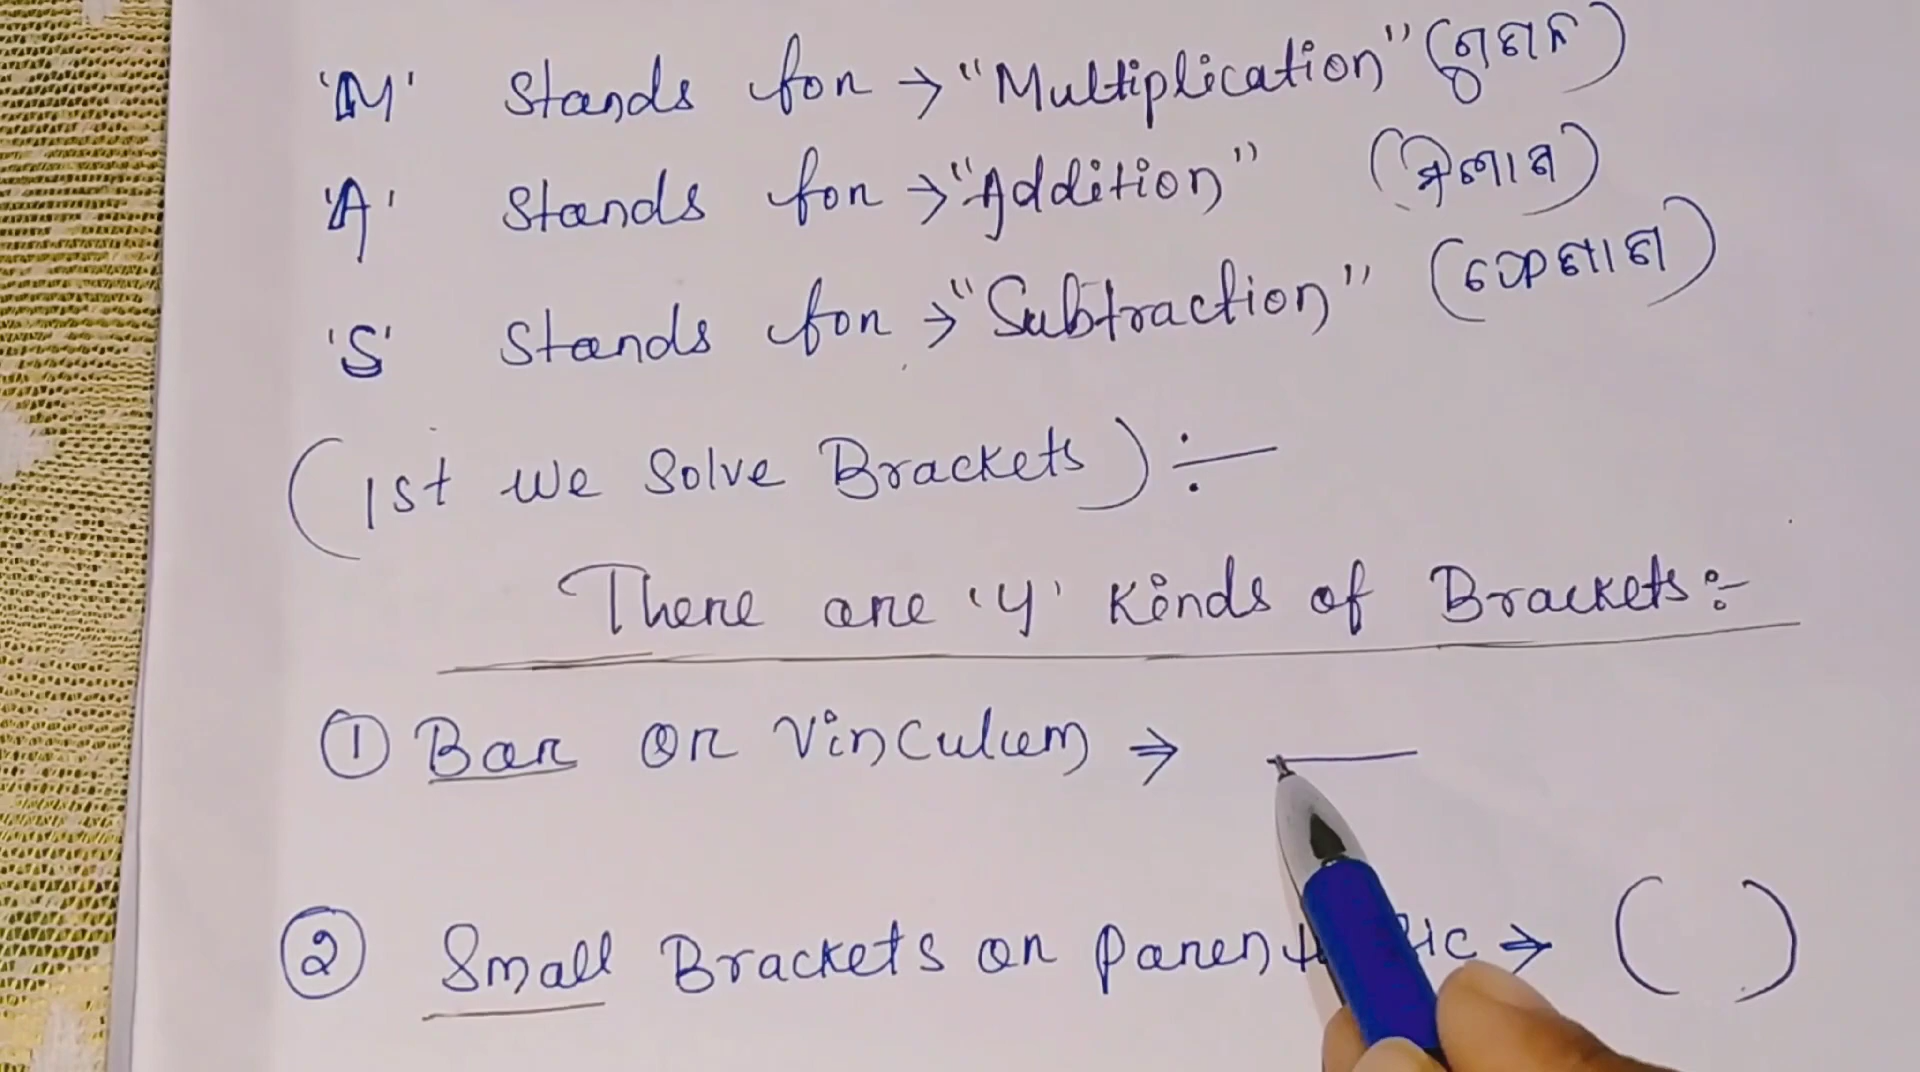 'M' Stands for → "Multiplication" (ଗୁଣନ)
'A' Stands for → "Addition" (ମିଶାଣ)
'S' Stands for → "Subtraction" (ଫେଡାଣ)
(1st we Solve Brackets) :-
There are '4' Kinds of Brackets :-
① Bar or Vinculum ⇒ —
② Small Brackets or ⇒ ( )